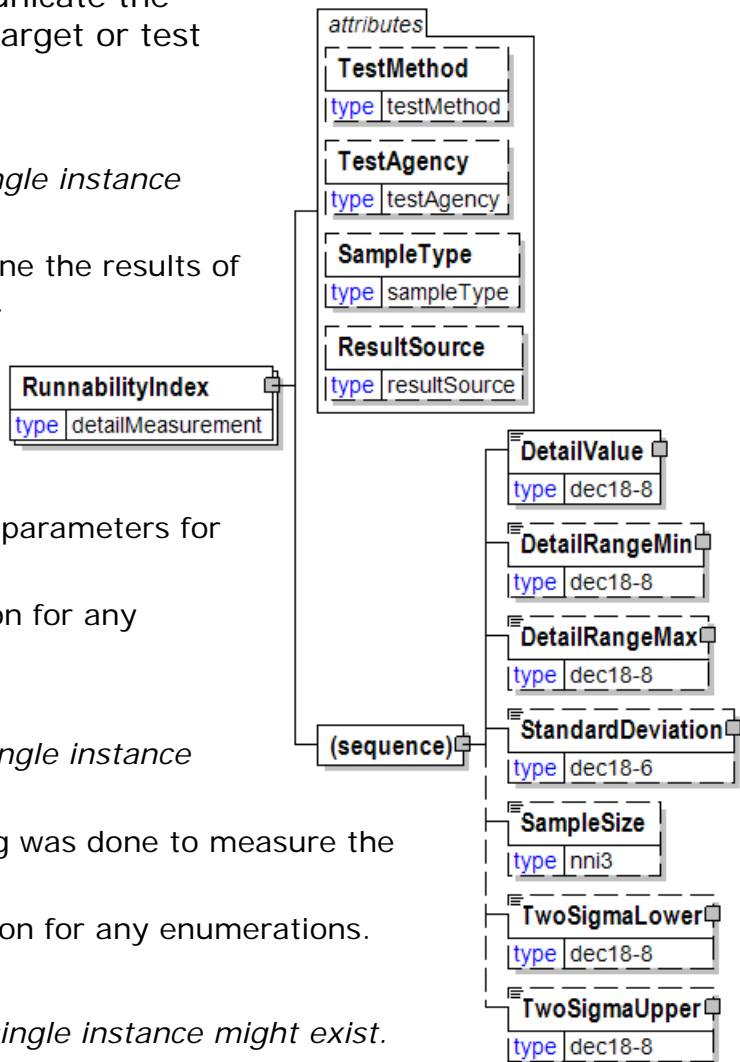 unicate the
arget or test
ngle instance
ne the results of
.
parameters for
on for any
ngle instance
g was done to measure the
on for any enumerations.
single instance might exist.
attributes
TestMethod
type testMethod
TestAgency
type testAgency
SampleType
type sampleType
ResultSource
type resultSource
RunnabilityIndex
type detailMeasurement
(sequence)
DetailValue
type dec18-8
DetailRangeMin
type dec18-8
DetailRangeMax
type dec18-8
StandardDeviation
type dec18-6
SampleSize
type nni3
TwoSigmaLower
type dec18-8
TwoSigmaUpper
type dec18-8